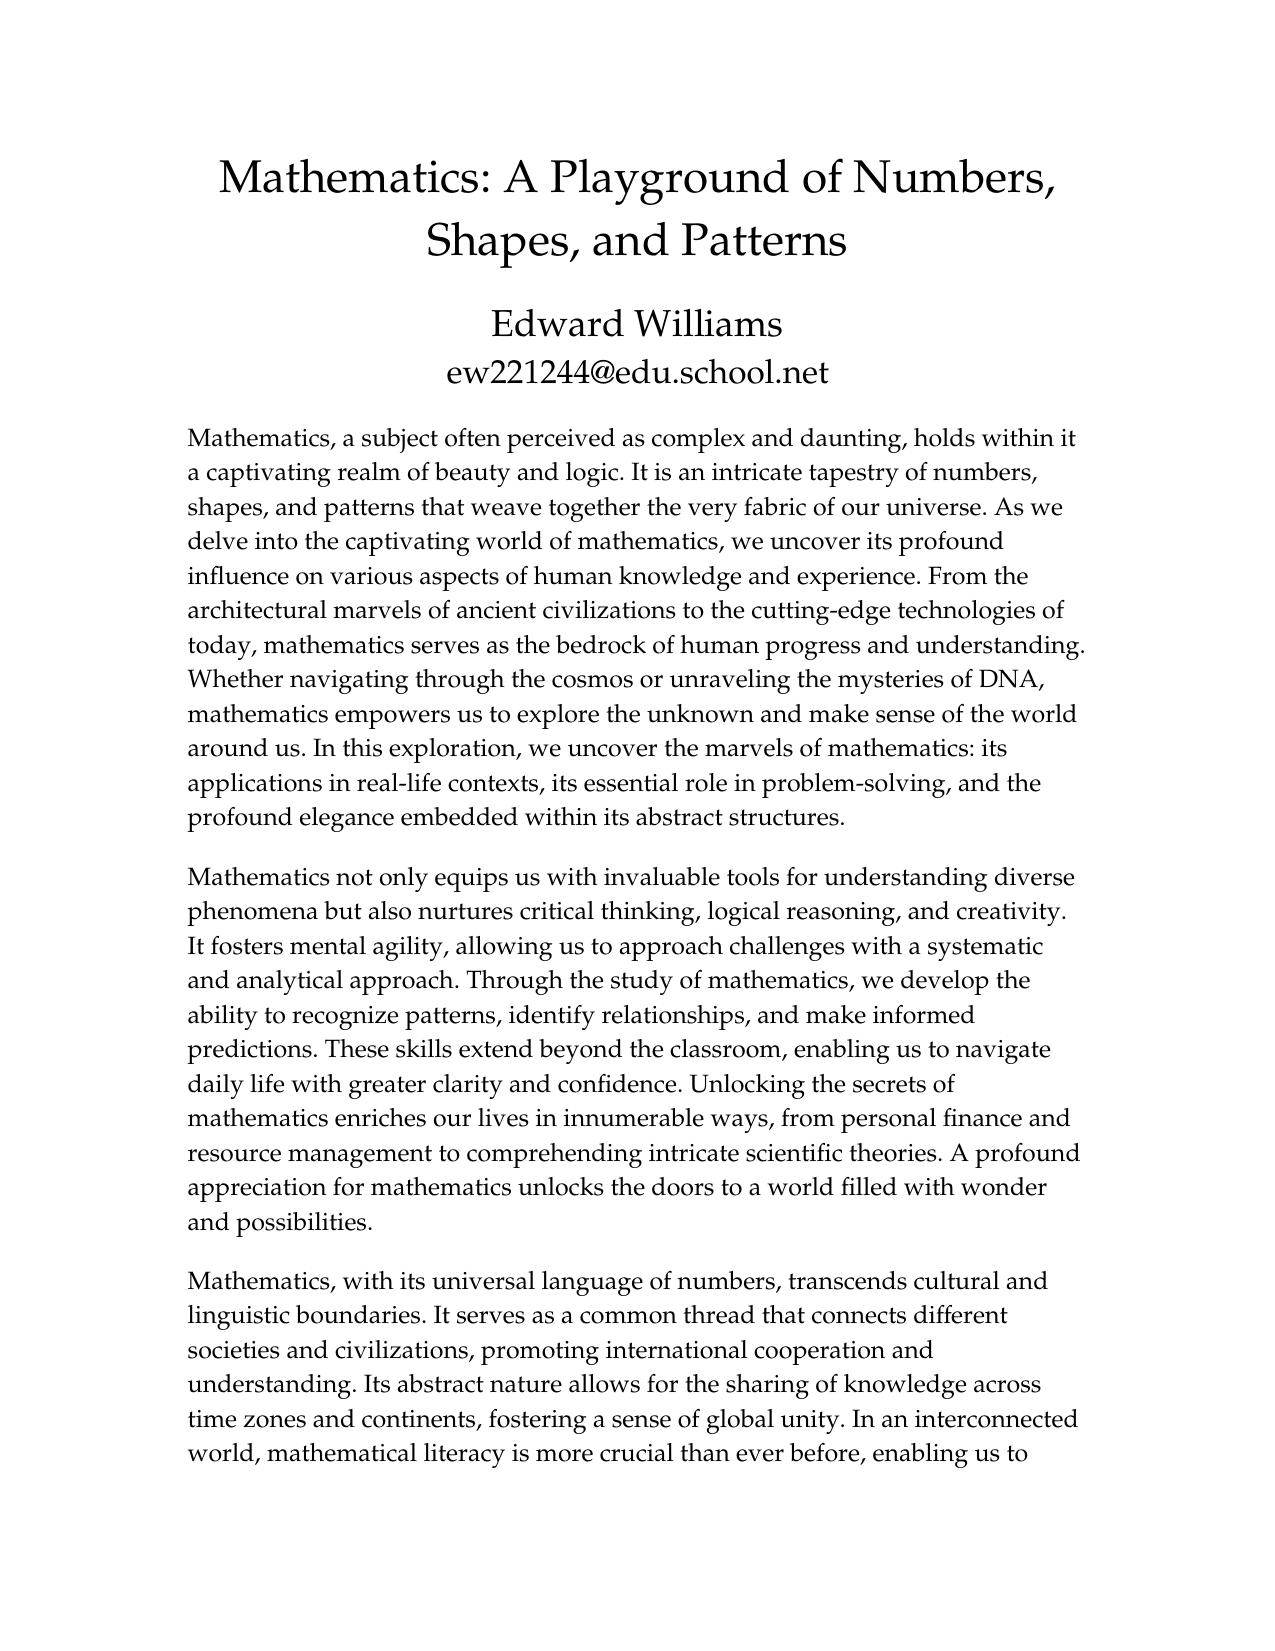 Mathematics: A Playground of Numbers,
Shapes, and Patterns
Edward Williams
ew221244@edu.school.net
Mathematics, a subject often perceived as complex and daunting, holds within it
a captivating realm of beauty and logic. It is an intricate tapestry of numbers,
shapes, and patterns that weave together the very fabric of our universe. As we
delve into the captivating world of mathematics, we uncover its profound
influence on various aspects of human knowledge and experience. From the
architectural marvels of ancient civilizations to the cutting-edge technologies of
today, mathematics serves as the bedrock of human progress and understanding.
Whether navigating through the cosmos or unraveling the mysteries of DNA,
mathematics empowers us to explore the unknown and make sense of the world
around us. In this exploration, we uncover the marvels of mathematics: its
applications in real-life contexts, its essential role in problem-solving, and the
profound elegance embedded within its abstract structures.
Mathematics not only equips us with invaluable tools for understanding diverse
phenomena but also nurtures critical thinking, logical reasoning, and creativity.
It fosters mental agility, allowing us to approach challenges with a systematic
and analytical approach. Through the study of mathematics, we develop the
ability to recognize patterns, identify relationships, and make informed
predictions. These skills extend beyond the classroom, enabling us to navigate
daily life with greater clarity and confidence. Unlocking the secrets of
mathematics enriches our lives in innumerable ways, from personal finance and
resource management to comprehending intricate scientific theories. A profound
appreciation for mathematics unlocks the doors to a world filled with wonder
and possibilities.
Mathematics, with its universal language of numbers, transcends cultural and
linguistic boundaries. It serves as a common thread that connects different
societies and civilizations, promoting international cooperation and
understanding. Its abstract nature allows for the sharing of knowledge across
time zones and continents, fostering a sense of global unity. In an interconnected
world, mathematical literacy is more crucial than ever before, enabling us to